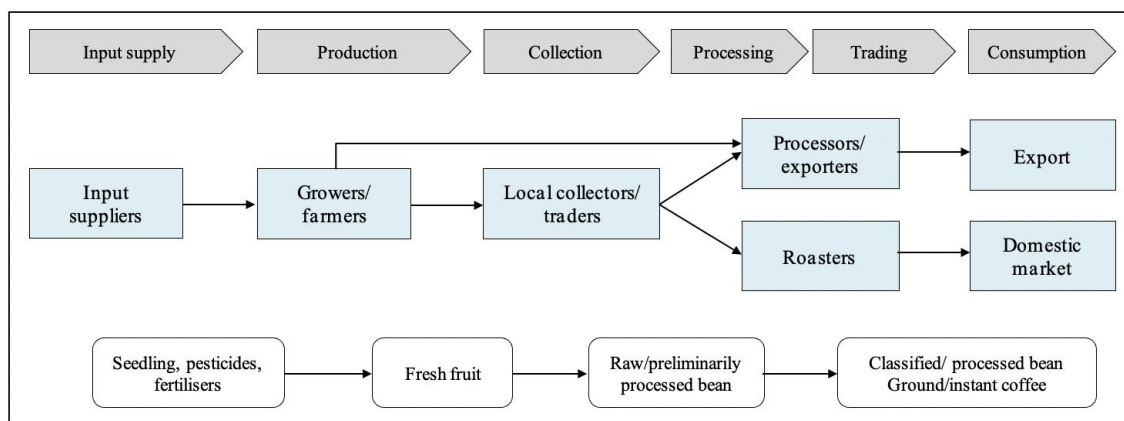 Input supply
Production
Collection
Processing
Trading
Consumption
Processors/
exporters
Export
Input
suppliers
Growers/
farmers
Local collectors/
traders
Roasters
Domestic
market
Seedling, pesticides,
fertilisers
Fresh fruit
Raw/preliminarily
processed bean
Classified/ processed bean
Ground/instant coffee